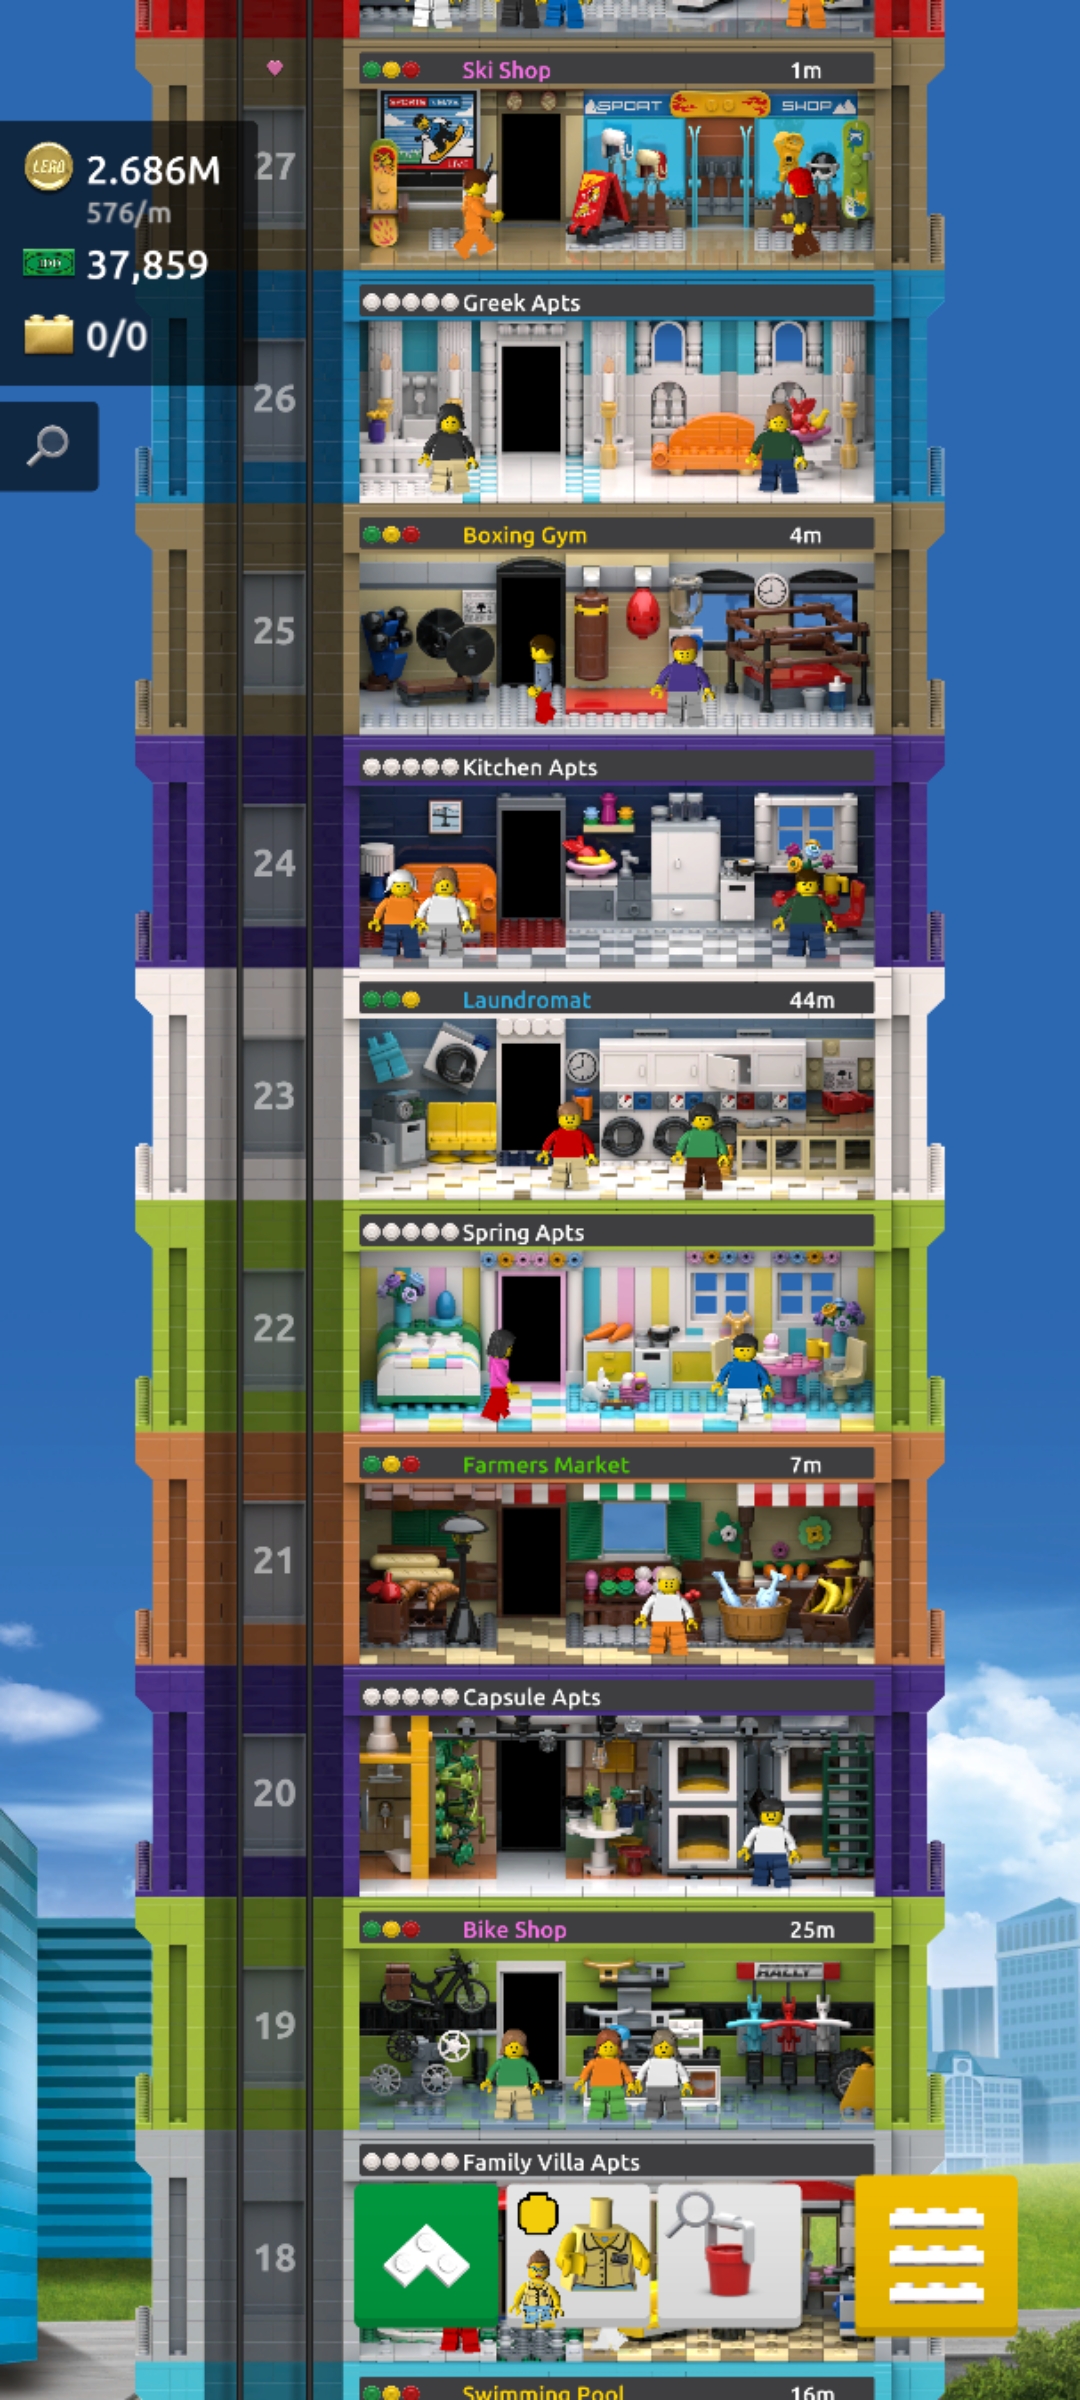 Ski Shop 1m
SPORTS
LIVE
SPORT SHOP
27
LEGO 2.686M
576/m
37,859
0/0
Greek Apts
26
Boxing Gym 4m
25
Kitchen Apts
24
Laundromat 44m
23
Spring Apts
22
Farmers Market 7m
21
Capsule Apts
20
Bike Shop 25m
RALLY
19
Family Villa Apts
18
Swimming Pool 16m